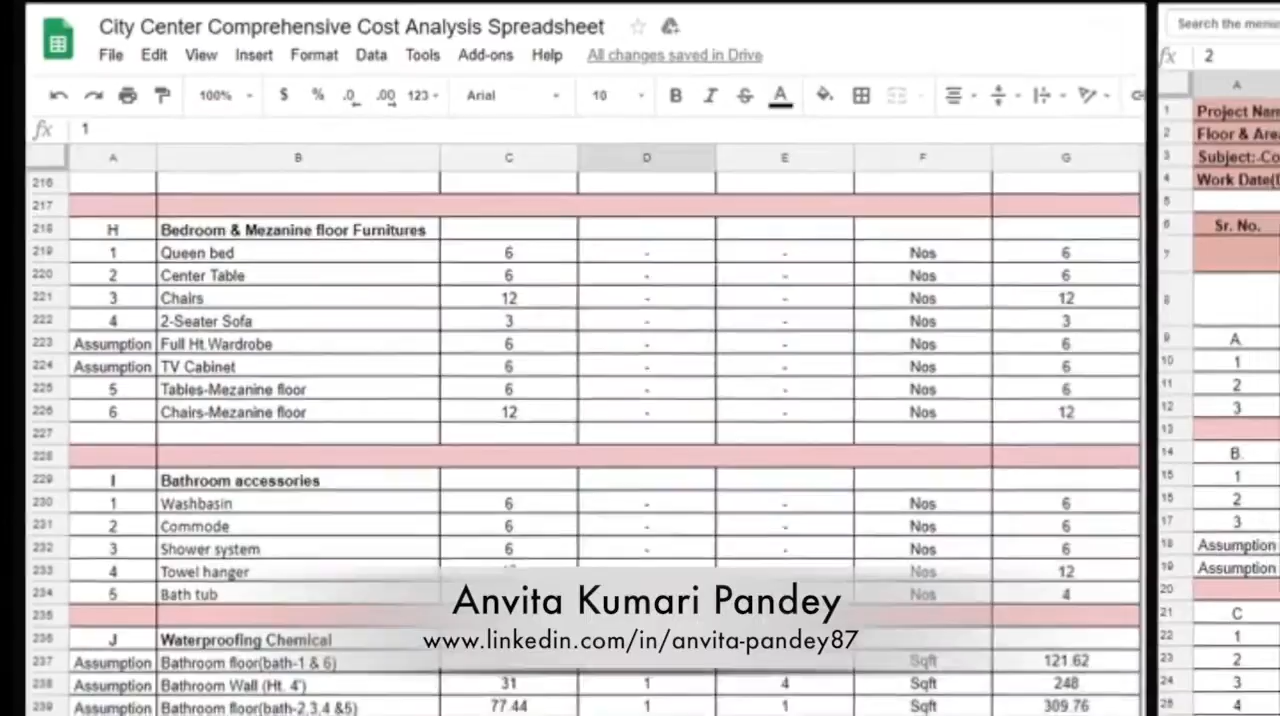 City Center Comprehensive Cost Analysis Spreadsheet
File Edit View Insert Format Data Tools Add-ons Help All changes saved in Drive
100% $ % .0 .00 123 Arial 10 B I S A
fx 1
A B C D E F G
216
217
218 H Bedroom & Mezanine floor Furnitures
219 1 Queen bed 6 - - Nos 6
220 2 Center Table 6 - - Nos 6
221 3 Chairs 12 - - Nos 12
222 4 2-Seater Sofa 3 - - Nos 3
223 Assumption Full Ht.Wardrobe 6 - - Nos 6
224 Assumption TV Cabinet 6 - - Nos 6
225 5 Tables-Mezanine floor 6 - - Nos 6
226 6 Chairs-Mezanine floor 12 - - Nos 12
227
228
229 I Bathroom accessories
230 1 Washbasin 6 - - Nos 6
231 2 Commode 6 - - Nos 6
232 3 Shower system 6 - - Nos 6
233 4 Towel hanger Nos 12
234 5 Bath tub Nos 4
235
236 J Waterproofing Chemical
237 Assumption Bathroom floor(bath-1 & 6) Sqft 121.62
238 Assumption Bathroom Wall (Ht. 4') 31 1 4 Sqft 248
239 Assumption Bathroom floor(bath-2,3,4 &5) 77.44 1 1 Sqft 309.76
Anvita Kumari Pandey
www.linkedin.com/in/anvita-pandey87
Search the menu
fx 2
A
1 Project Nam
2 Floor & Are
3 Subject:-Co
4 Work Date(
5
6 Sr. No.
7
8
9 A
10 1
11 2
12 3
13
14 B.
15 1
16 2
17 3
18 Assumption
19 Assumption
20
21 C
22 1
23 2
24 3
25 4